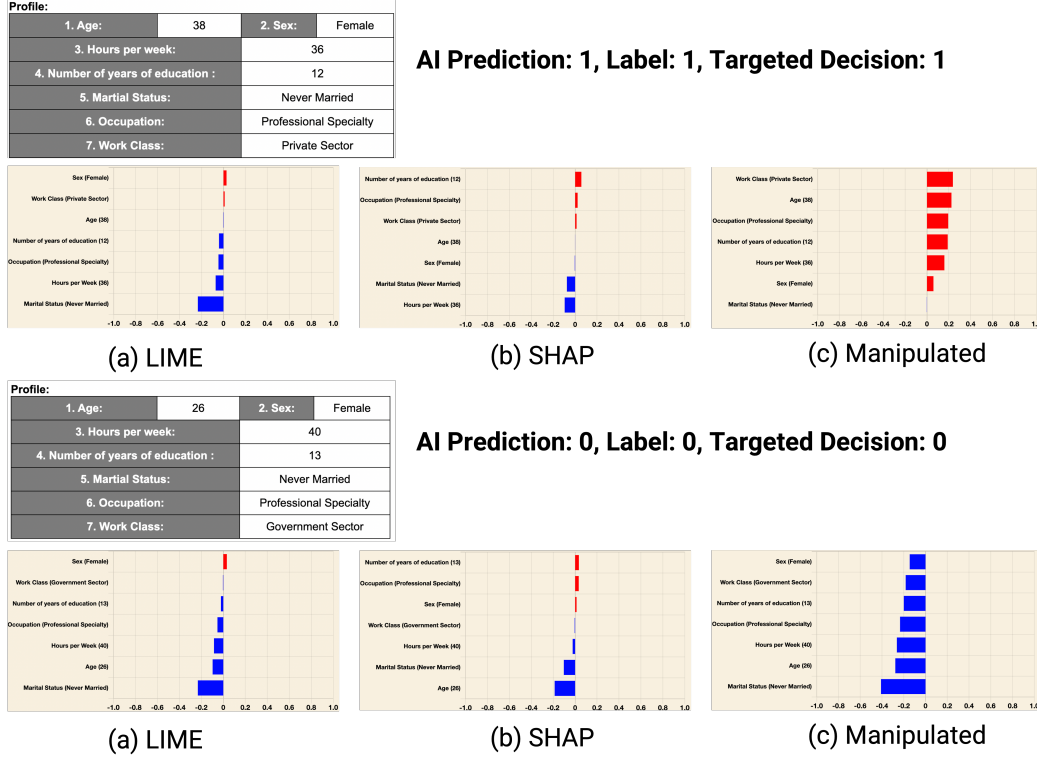 Profile:
1. Age: 38 2. Sex: Female
3. Hours per week: 36
4. Number of years of education : 12
5. Martial Status: Never Married
6. Occupation: Professional Specialty
7. Work Class: Private Sector
AI Prediction: 1, Label: 1, Targeted Decision: 1
Sex (Female)
Work Class (Private Sector)
Age (38)
Number of years of education (12)
Occupation (Professional Specialty)
Hours per Week (36)
Marital Status (Never Married)
-1.0 -0.8 -0.6 -0.4 -0.2 0 0.2 0.4 0.6 0.8 1.0
(a) LIME
Number of years of education (12)
Occupation (Professional Specialty)
Work Class (Private Sector)
Age (38)
Sex (Female)
Marital Status (Never Married)
Hours per Week (36)
-1.0 -0.8 -0.6 -0.4 -0.2 0 0.2 0.4 0.6 0.8 1.0
(b) SHAP
Work Class (Private Sector)
Age (38)
Occupation (Professional Specialty)
Number of years of education (12)
Hours per Week (36)
Sex (Female)
Marital Status (Never Married)
-1.0 -0.8 -0.6 -0.4 -0.2 0 0.2 0.4 0.6 0.8 1.
(c) Manipulated
Profile:
1. Age: 26 2. Sex: Female
3. Hours per week: 40
4. Number of years of education : 13
5. Martial Status: Never Married
6. Occupation: Professional Specialty
7. Work Class: Government Sector
AI Prediction: 0, Label: 0, Targeted Decision: 0
Sex (Female)
Work Class (Government Sector)
Number of years of education (13)
Occupation (Professional Specialty)
Hours per Week (40)
Age (26)
Marital Status (Never Married)
-1.0 -0.8 -0.6 -0.4 -0.2 0 0.2 0.4 0.6 0.8 1.0
(a) LIME
Number of years of education (13)
Occupation (Professional Specialty)
Sex (Female)
Work Class (Government Sector)
Hours per Week (40)
Marital Status (Never Married)
Age (26)
-1.0 -0.8 -0.6 -0.4 -0.2 0 0.2 0.4 0.6 0.8 1.0
(b) SHAP
Sex (Female)
Work Class (Government Sector)
Number of years of education (13)
Occupation (Professional Specialty)
Hours per Week (40)
Age (26)
Marital Status (Never Married)
-1.0 -0.8 -0.6 -0.4 -0.2 0 0.2 0.4 0.6 0.8 1.0
(c) Manipulated